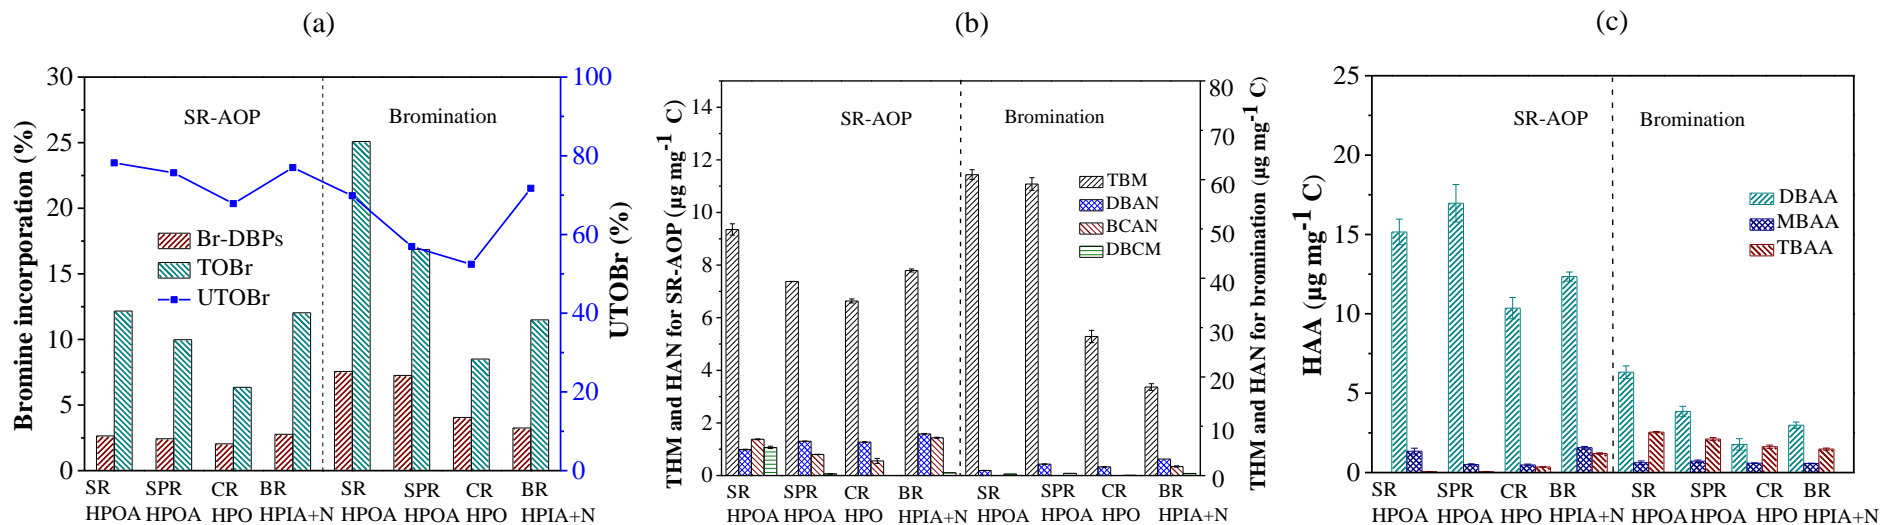 (a)
Bromine incorporation (%)
30
25
20
15
10
5
0
SR-AOP
Bromination
Br-DBPs
TOBr
UTOBr
100
80
60
40
20
0
UTOBr (%)
SR SPR CR BR SR SPR CR BR
HPOA HPOA HPO HPIA+N HPOA HPOA HPO HPIA+N
(b)
THM and HAN for SR-AOP (µg mg⁻¹ C)
14
12
10
8
6
4
2
0
SR-AOP
Bromination
TBM
DBAN
BCAN
DBCM
80
70
60
50
40
30
20
10
0
THM and HAN for bromination (µg mg⁻¹ C)
SR SPR CR BR SR SPR CR BR
HPOA HPOA HPO HPIA+N HPOA HPOA HPO HPIA+N
(c)
HAA (µg mg⁻¹ C)
25
20
15
10
5
0
SR-AOP
Bromination
DBAA
MBAA
TBAA
SR SPR CR BR SR SPR CR BR
HPOA HPOA HPO HPIA+N HPOA HPOA HPO HPIA+N